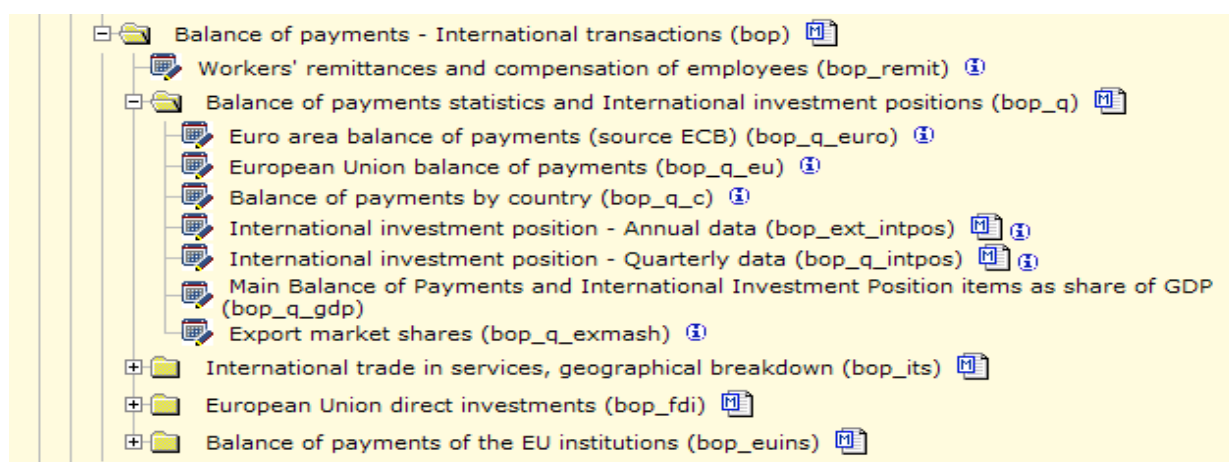 Balance of payments - International transactions (bop)
Workers' remittances and compensation of employees (bop_remit)
Balance of payments statistics and International investment positions (bop_q)
Euro area balance of payments (source ECB) (bop_q_euro)
European Union balance of payments (bop_q_eu)
Balance of payments by country (bop_q_c)
International investment position - Annual data (bop_ext_intpos)
International investment position - Quarterly data (bop_q_intpos)
Main Balance of Payments and International Investment Position items as share of GDP
(bop_q_gdp)
Export market shares (bop_q_exmash)
International trade in services, geographical breakdown (bop_its)
European Union direct investments (bop_fdi)
Balance of payments of the EU institutions (bop_euins)